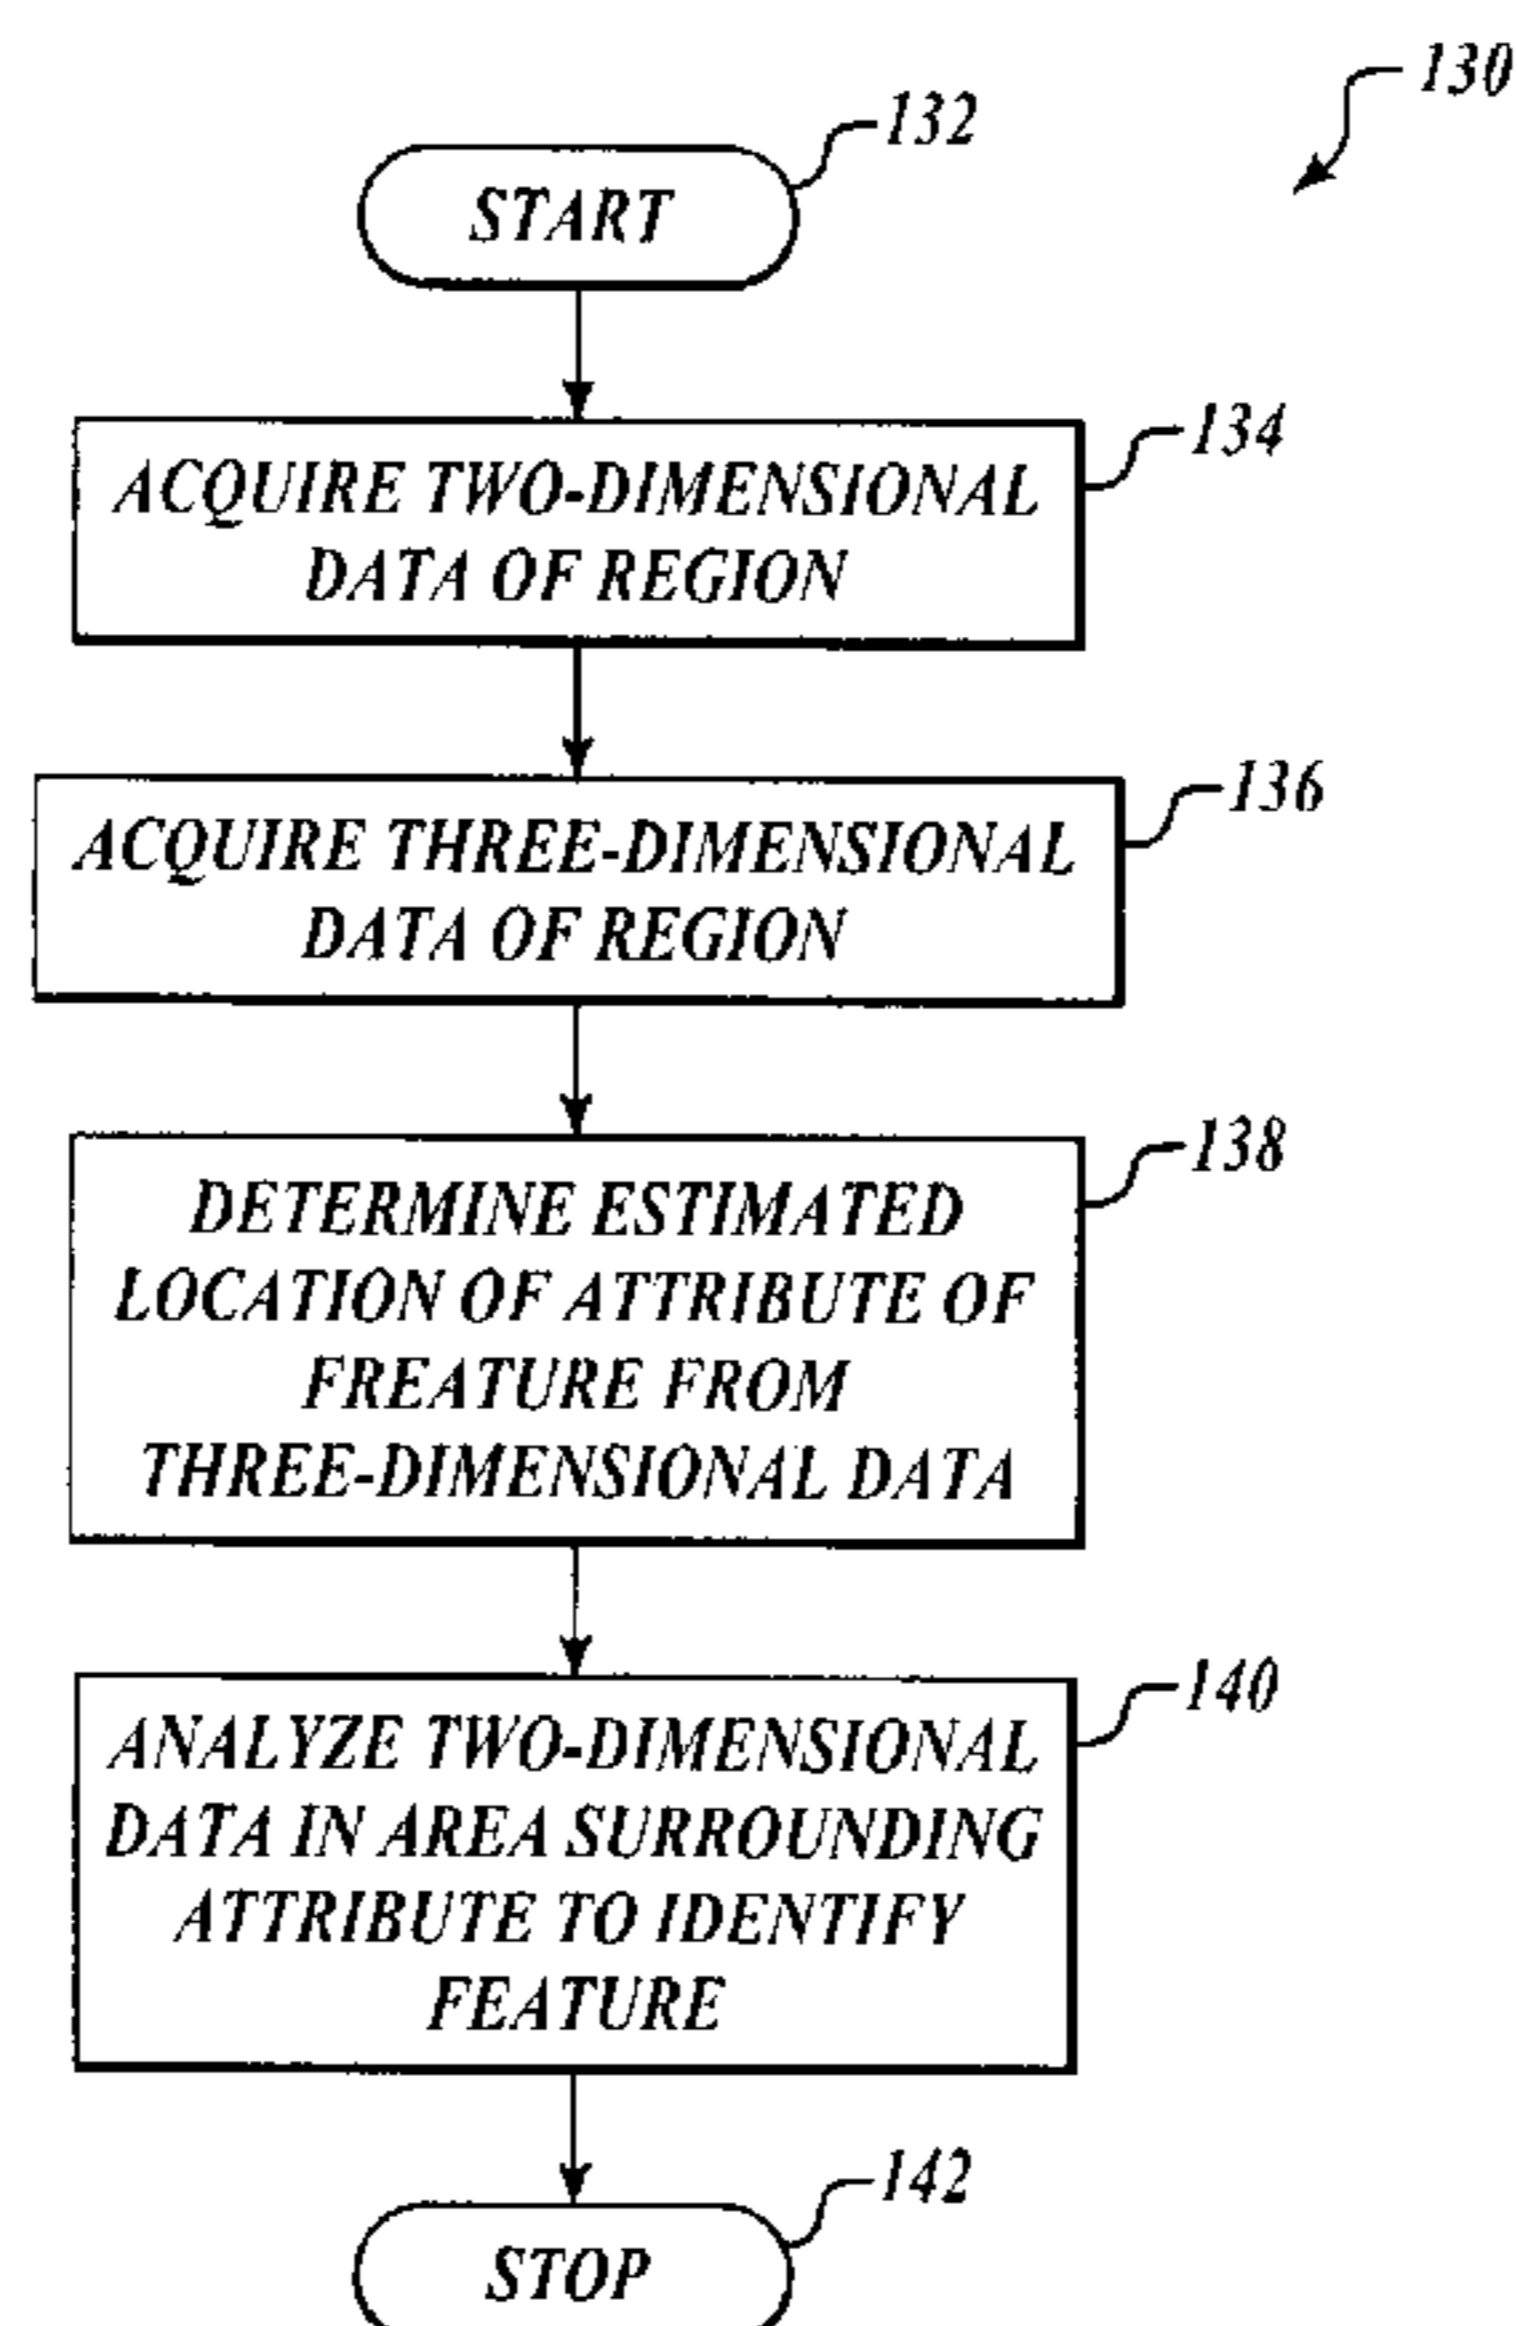 130
132
START
134
ACQUIRE TWO-DIMENSIONAL
DATA OF REGION
136
ACQUIRE THREE-DIMENSIONAL
DATA OF REGION
138
DETERMINE ESTIMATED
LOCATION OF ATTRIBUTE OF
FREATURE FROM
THREE-DIMENSIONAL DATA
140
ANALYZE TWO-DIMENSIONAL
DATA IN AREA SURROUNDING
ATTRIBUTE TO IDENTIFY
FEATURE
142
STOP